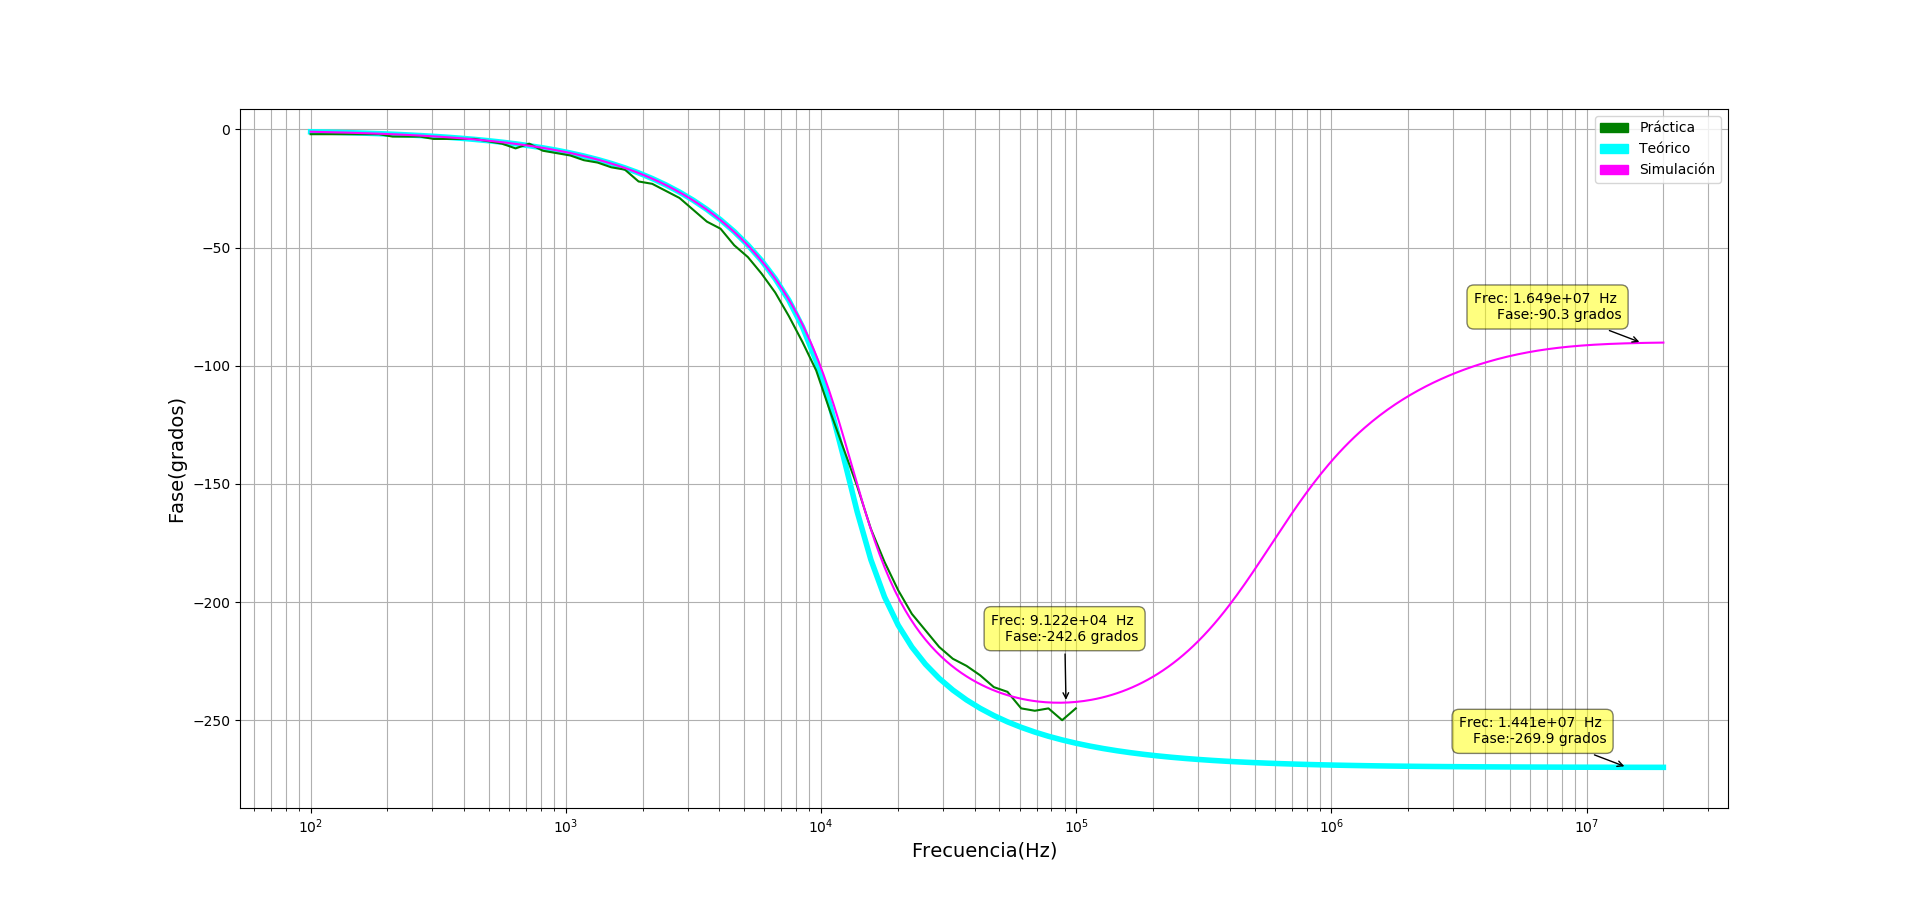 Práctica
Teórico
Simulación
0
−50
−100
−150
−200
−250
Fase(grados)
Frec: 1.649e+07 Hz
Fase:-90.3 grados
Frec: 9.122e+04 Hz
Fase:-242.6 grados
Frec: 1.441e+07 Hz
Fase:-269.9 grados
10² 10³ 10⁴ 10⁵ 10⁶ 10⁷
Frecuencia(Hz)